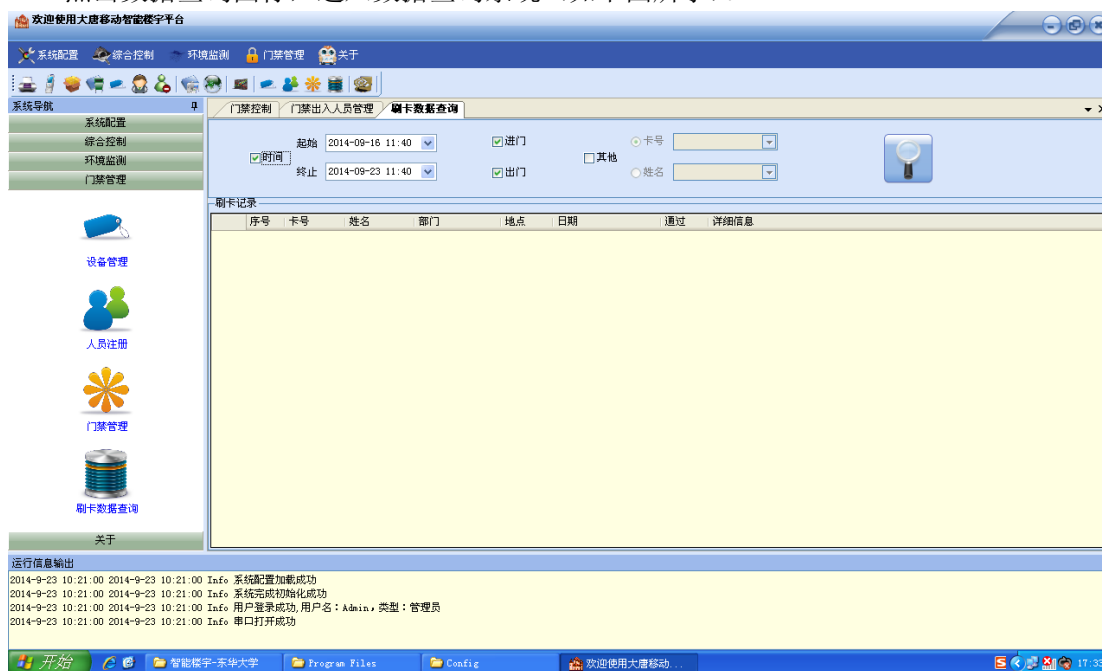 欢迎使用大唐移动智能楼宇平台
系统配置 综合控制 环境监测 门禁管理 关于
系统导航
门禁控制 门禁出入人员管理 刷卡数据查询
系统配置
综合控制
环境监测
门禁管理
时间 起始 2014-09-16 11:40 进门 其他 卡号
终止 2014-09-23 11:40 出门 姓名
刷卡记录
序号 卡号 姓名 部门 地点 日期 通过 详细信息
设备管理
人员注册
门禁管理
刷卡数据查询
关于
运行信息输出
2014-9-23 10:21:00 2014-9-23 10:21:00 Info 系统配置加载成功
2014-9-23 10:21:00 2014-9-23 10:21:00 Info 系统完成初始化成功
2014-9-23 10:21:00 2014-9-23 10:21:00 Info 用户登录成功,用户名：Admin，类型：管理员
2014-9-23 10:21:00 2014-9-23 10:21:00 Info 串口打开成功
开始 智能楼宇-东华大学 Program Files Config 欢迎使用大唐移动... 17:33